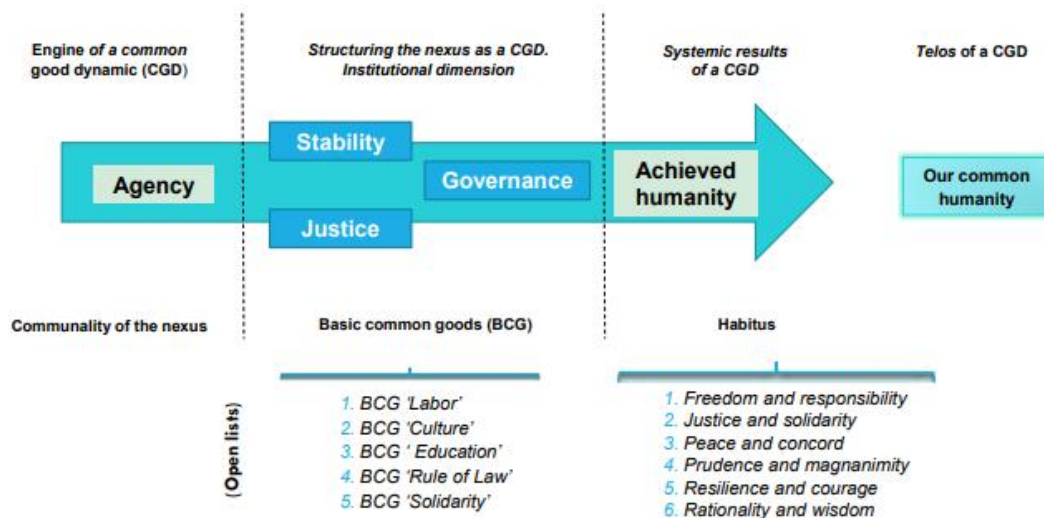 Engine of a common
good dynamic (CGD)
Structuring the nexus as a CGD.
Institutional dimension
Systemic results
of a CGD
Telos of a CGD
Agency
Stability
Justice
Governance
Achieved
humanity
Our common
humanity
Communality of the nexus
Basic common goods (BCG)
Habitus
(Open lists)
1. BCG 'Labor'
2. BCG 'Culture'
3. BCG ' Education'
4. BCG 'Rule of Law'
5. BCG 'Solidarity'
1. Freedom and responsibility
2. Justice and solidarity
3. Peace and concord
4. Prudence and magnanimity
5. Resilience and courage
6. Rationality and wisdom